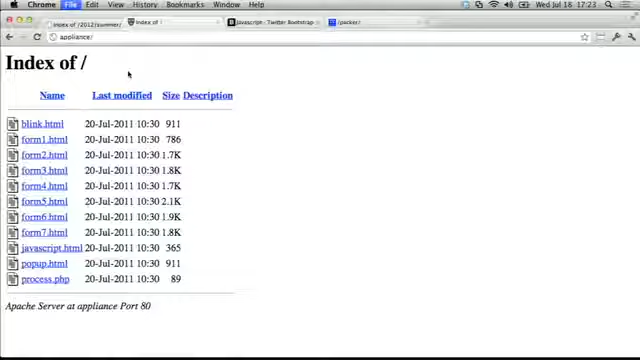 Chrome File Edit View History Bookmarks Window Help Wed Jul 18 17:23
Index of /2012/summer/ Index of / Javascript · Twitter Bootstrap /packer/
appliance/
Index of /
Name Last modified Size Description
blink.html 20-Jul-2011 10:30 911
form1.html 20-Jul-2011 10:30 786
form2.html 20-Jul-2011 10:30 1.7K
form3.html 20-Jul-2011 10:30 1.8K
form4.html 20-Jul-2011 10:30 1.7K
form5.html 20-Jul-2011 10:30 2.1K
form6.html 20-Jul-2011 10:30 1.9K
form7.html 20-Jul-2011 10:30 1.8K
javascript.html 20-Jul-2011 10:30 365
popup.html 20-Jul-2011 10:30 911
process.php 20-Jul-2011 10:30 89
Apache Server at appliance Port 80